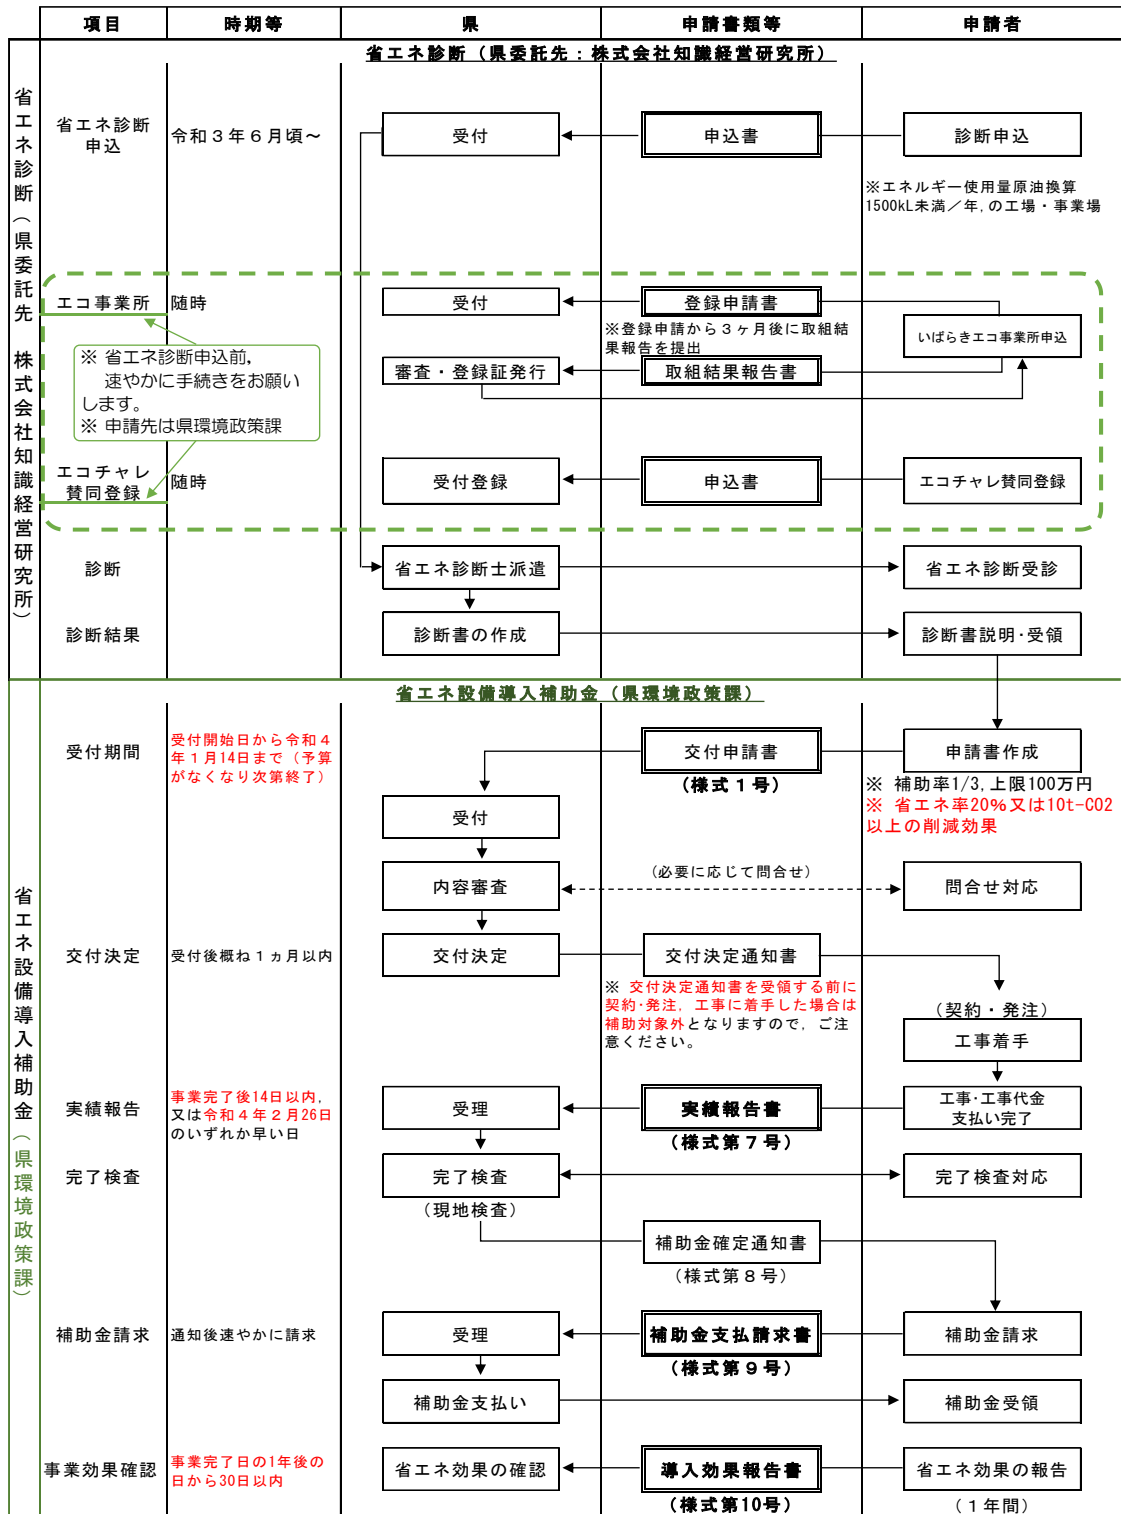 項目 時期等 県 申請書類等 申請者
省エネ診断（県委託先：株式会社知識経営研究所）
省エネ診断（県委託先 株式会社知識経営研究所）
省エネ診断
申込
令和３年６月頃～
受付
申込書
診断申込
※エネルギー使用量原油換算
1500kL未満／年,の工場・事業場
エコ事業所
随時
受付
登録申請書
※登録申請から３ヶ月後に取組結
果報告を提出
いばらきエコ事業所申込
※ 省エネ診断申込前，
速やかに手続きをお願い
します。
※ 申請先は県環境政策課
審査・登録証発行
取組結果報告書
エコチャレ
賛同登録
随時
受付登録
申込書
エコチャレ賛同登録
診断
省エネ診断士派遣
省エネ診断受診
診断結果
診断書の作成
診断書説明・受領
省エネ設備導入補助金（県環境政策課）
省エネ設備導入補助金（県環境政策課）
受付期間
受付開始日から令和４
年１月14日まで（予算
がなくなり次第終了）
交付申請書
（様式１号）
申請書作成
※ 補助率1/3,上限100万円
※ 省エネ率20%又は10t-CO2
以上の削減効果
受付
内容審査
（必要に応じて問合せ）
問合せ対応
交付決定
受付後概ね１ヵ月以内
交付決定
交付決定通知書
※ 交付決定通知書を受領する前に
契約・発注，工事に着手した場合は
補助対象外となりますので，ご注
意ください。
（契約・発注）
工事着手
実績報告
事業完了後14日以内，
又は令和４年２月26日
のいずれか早い日
受理
実績報告書
（様式第７号）
工事・工事代金
支払い完了
完了検査
完了検査
（現地検査）
完了検査対応
補助金確定通知書
（様式第８号）
補助金請求
通知後速やかに請求
受理
補助金支払請求書
（様式第９号）
補助金請求
補助金支払い
補助金受領
事業効果確認
事業完了日の1年後の
日から30日以内
省エネ効果の確認
導入効果報告書
（様式第10号）
省エネ効果の報告
（１年間）